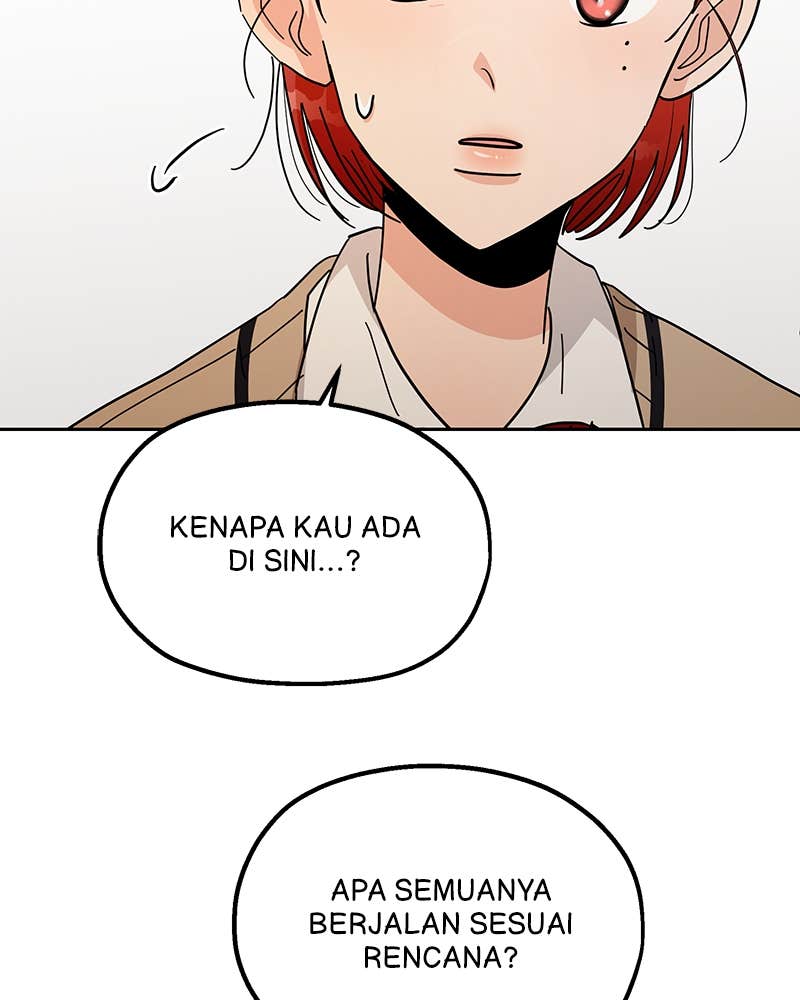 KENAPA KAU ADA
DI SINI...?
APA SEMUANYA
BERJALAN SESUAI
RENCANA?